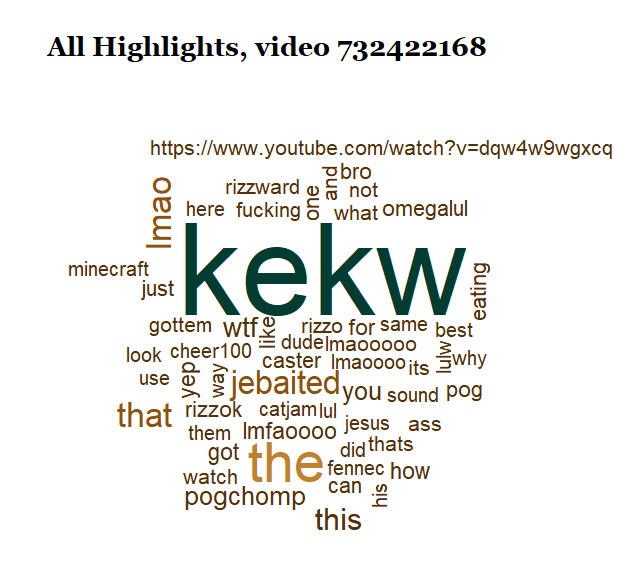 All Highlights, video 732422168
https://www.youtube.com/watch?v=dqw4w9wgxcq
lmao
rizzward
one
and
bro
not
here
fucking
what
omegalul
kekw
minecraft
just
eating
gottem
wtf
like
rizzo
for
same
best
look
cheer100
dude
lmaooooo
lulw
why
caster
lmaoooo
its
use
yep
way
jebaited
you
sound
pog
that
rizzok
catjam
lul
jesus
ass
them
lmfaoooo
got
the
did
thats
watch
fennec
how
pogchomp
can
his
this